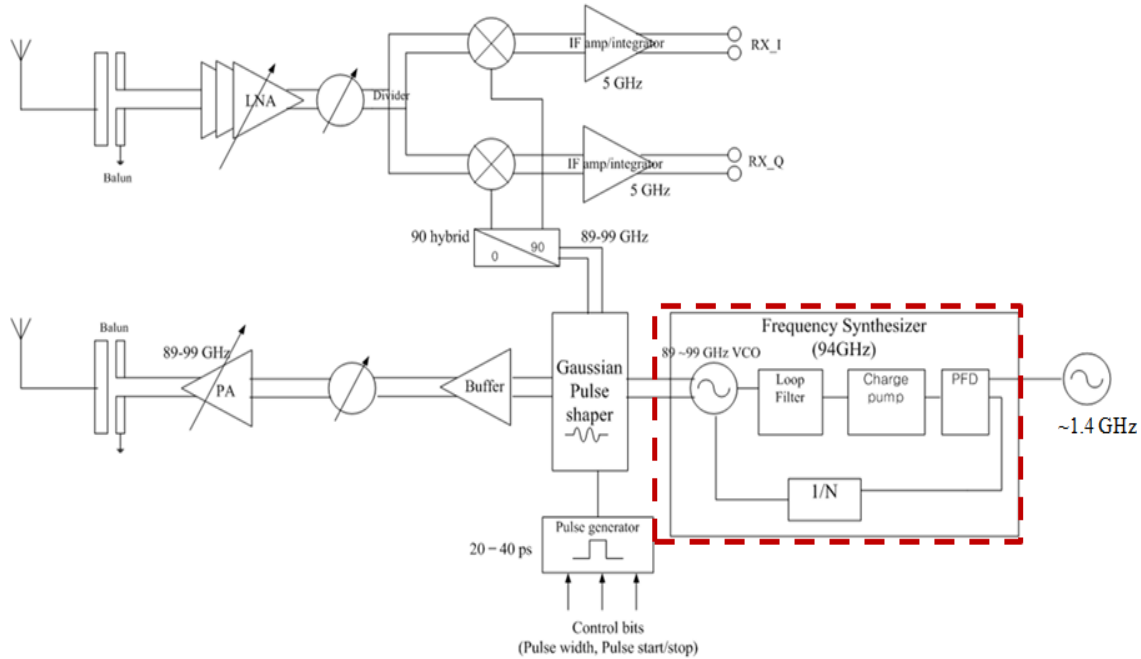 IF amp/integrator
RX_I
5 GHz
LNA
Divider
Balun
IF amp/integrator
RX_Q
5 GHz
90 hybrid
0
90
89-99 GHz
Balun
89-99 GHz
PA
Buffer
Gaussian
Pulse
shaper
Frequency Synthesizer
(94GHz)
89 ~99 GHz VCO
Loop
Filter
Charge
pump
PFD
~1.4 GHz
1/N
Pulse generator
20 – 40 ps
Control bits
(Pulse width, Pulse start/stop)